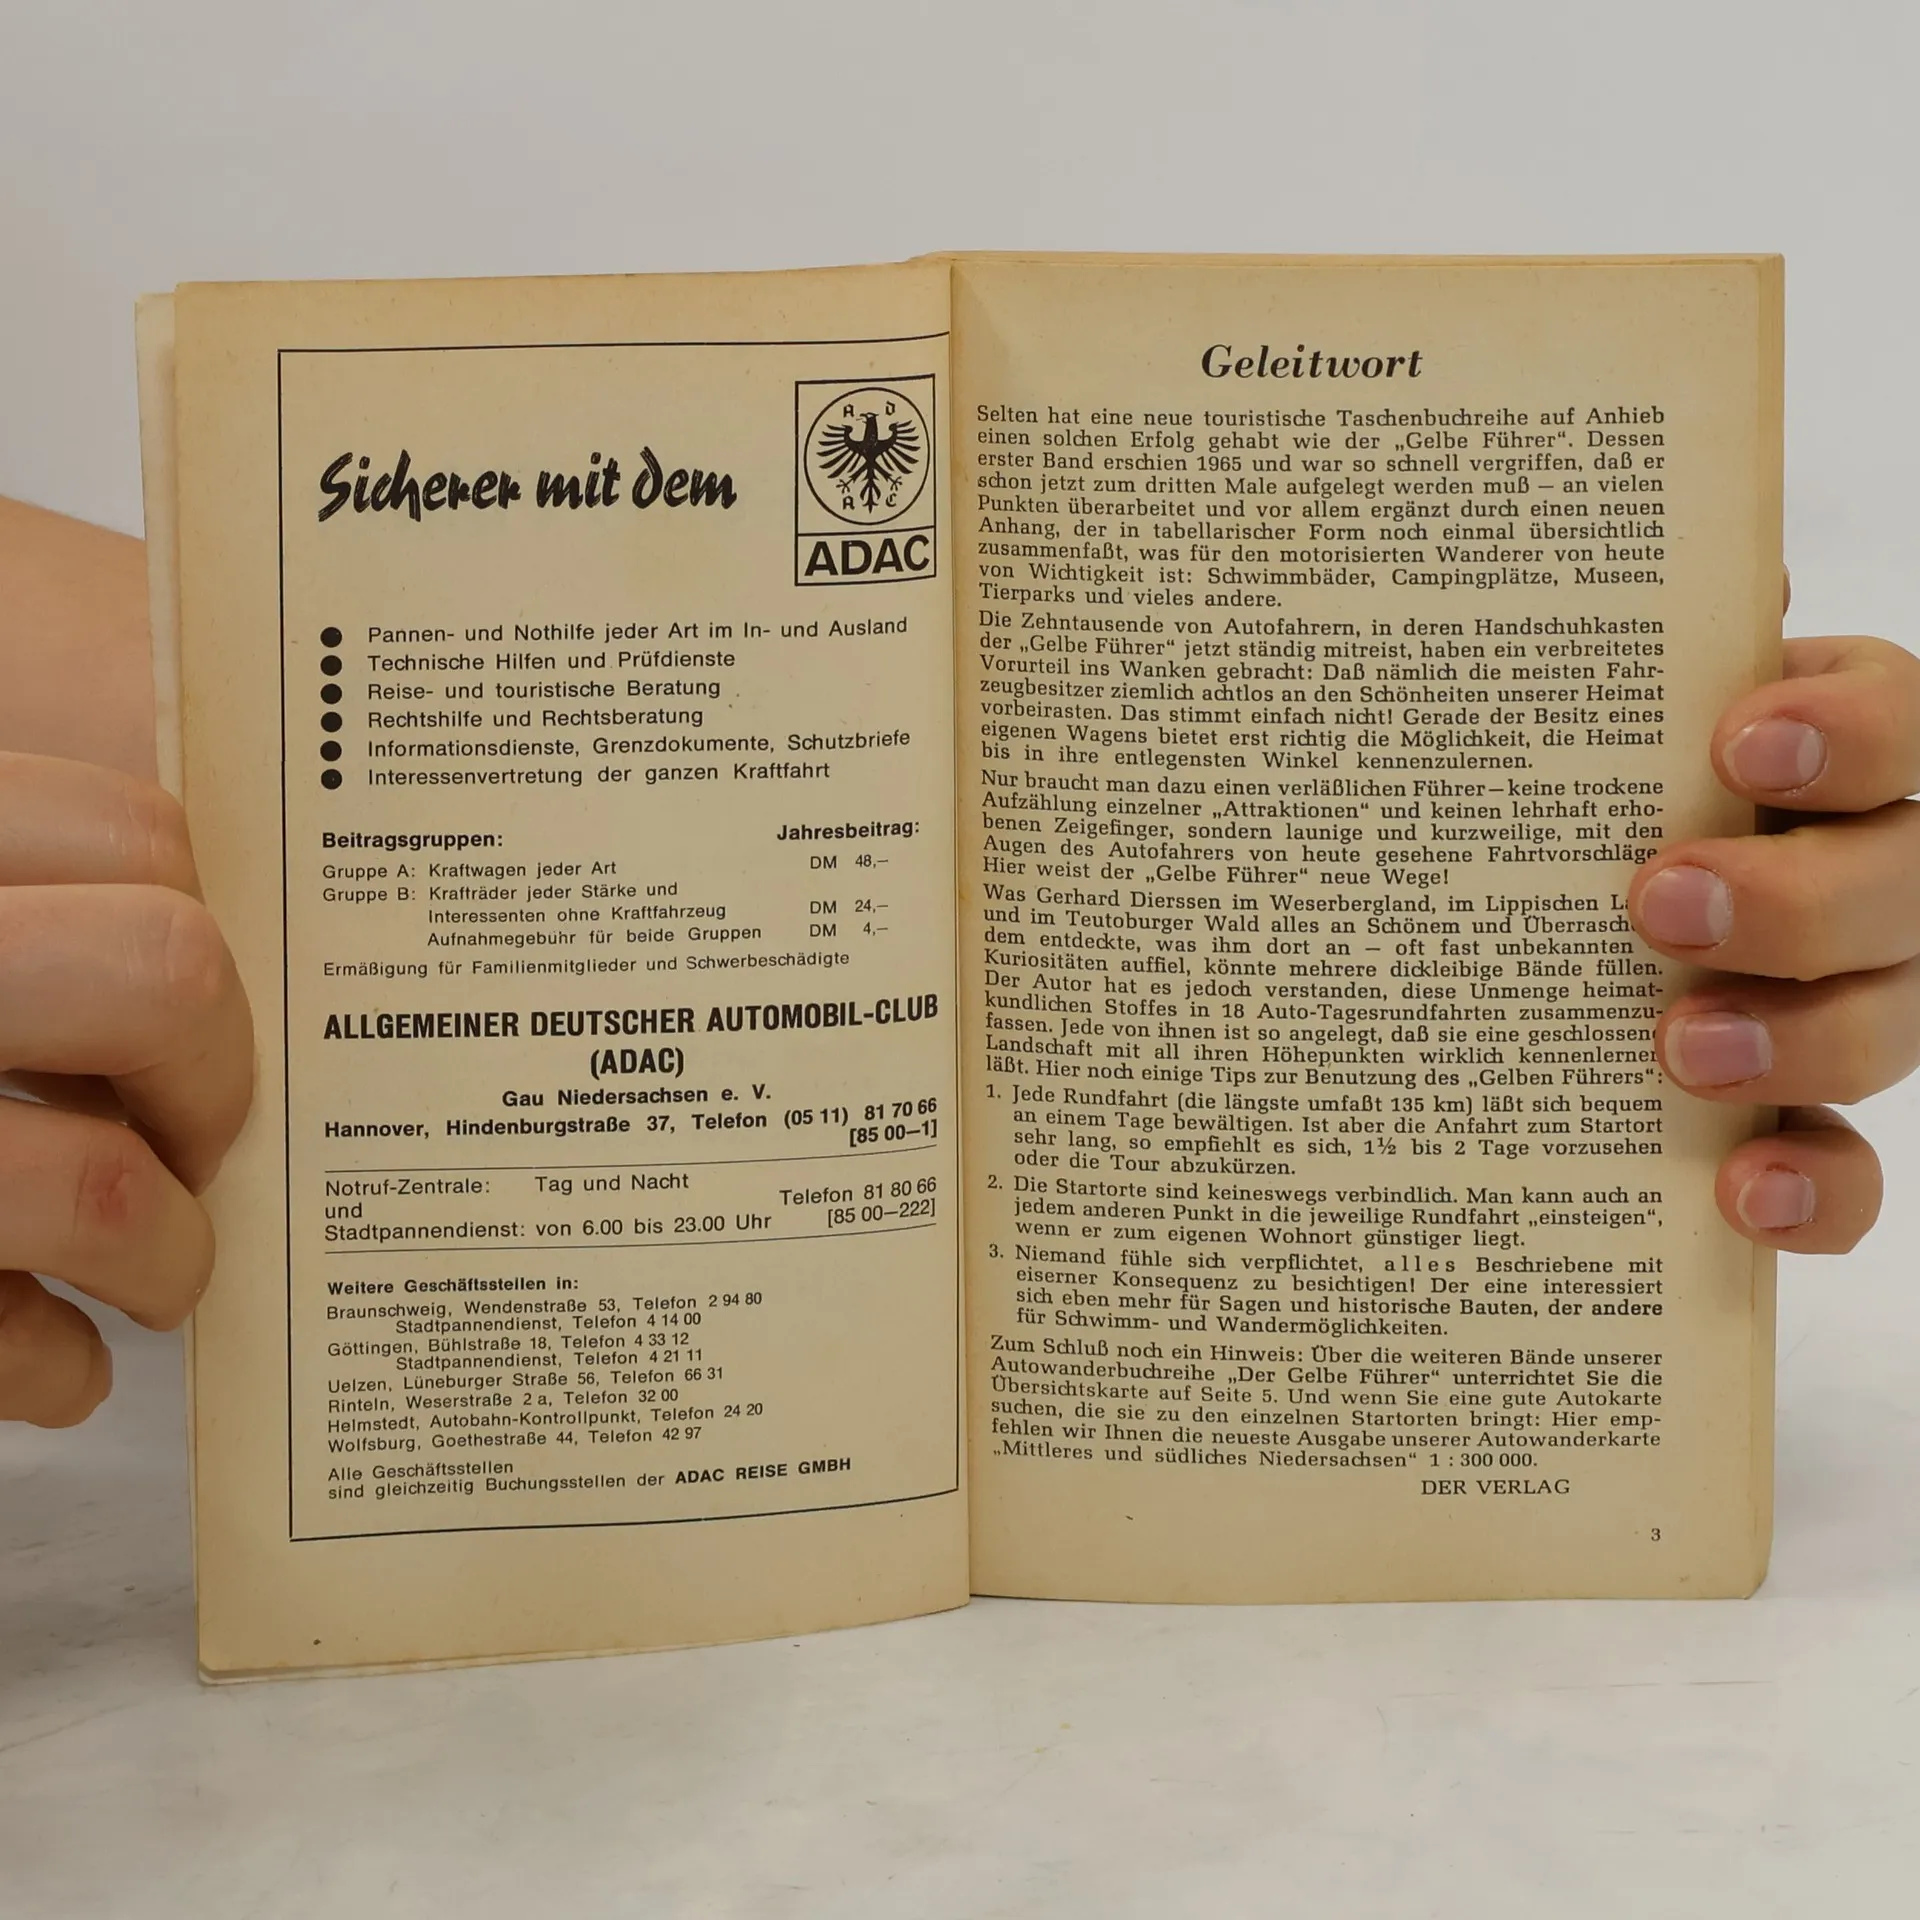 Sicherer mit dem
A D
A C
ADAC
Pannen- und Nothilfe jeder Art im In- und Ausland
Technische Hilfen und Prüfdienste
Reise- und touristische Beratung
Rechtshilfe und Rechtsberatung
Informationsdienste, Grenzdokumente, Schutzbriefe
Interessenvertretung der ganzen Kraftfahrt
Beitragsgruppen: Jahresbeitrag:
Gruppe A: Kraftwagen jeder Art DM 48,—
Gruppe B: Krafträder jeder Stärke und
Interessenten ohne Kraftfahrzeug DM 24,—
Aufnahmegebühr für beide Gruppen DM 4,—
Ermäßigung für Familienmitglieder und Schwerbeschädigte
ALLGEMEINER DEUTSCHER AUTOMOBIL-CLUB
(ADAC)
Gau Niedersachsen e. V.
Hannover, Hindenburgstraße 37, Telefon (05 11) 81 70 66
[85 00—1]
Notruf-Zentrale: Tag und Nacht
und Telefon 81 80 66
Stadtpannendienst: von 6.00 bis 23.00 Uhr [85 00—222]
Weitere Geschäftsstellen in:
Braunschweig, Wendenstraße 53, Telefon 2 94 80
Stadtpannendienst, Telefon 4 14 00
Göttingen, Bühlstraße 18, Telefon 4 33 12
Stadtpannendienst, Telefon 4 21 11
Uelzen, Lüneburger Straße 56, Telefon 66 31
Rinteln, Weserstraße 2 a, Telefon 32 00
Helmstedt, Autobahn-Kontrollpunkt, Telefon 24 20
Wolfsburg, Goethestraße 44, Telefon 42 97
Alle Geschäftsstellen
sind gleichzeitig Buchungsstellen der ADAC REISE GMBH
Geleitwort
Selten hat eine neue touristische Taschenbuchreihe auf Anhieb
einen solchen Erfolg gehabt wie der „Gelbe Führer“. Dessen
erster Band erschien 1965 und war so schnell vergriffen, daß er
schon jetzt zum dritten Male aufgelegt werden muß — an vielen
Punkten überarbeitet und vor allem ergänzt durch einen neuen
Anhang, der in tabellarischer Form noch einmal übersichtlich
zusammenfaßt, was für den motorisierten Wanderer von heute
von Wichtigkeit ist: Schwimmbäder, Campingplätze, Museen,
Tierparks und vieles andere.
Die Zehntausende von Autofahrern, in deren Handschuhkasten
der „Gelbe Führer“ jetzt ständig mitreist, haben ein verbreitetes
Vorurteil ins Wanken gebracht: Daß nämlich die meisten Fahr-
zeugbesitzer ziemlich achtlos an den Schönheiten unserer Heimat
vorbeirasten. Das stimmt einfach nicht! Gerade der Besitz eines
eigenen Wagens bietet erst richtig die Möglichkeit, die Heimat
bis in ihre entlegensten Winkel kennenzulernen.
Nur braucht man dazu einen verläßlichen Führer — keine trockene
Aufzählung einzelner „Attraktionen“ und keinen lehrhaft erho-
benen Zeigefinger, sondern launige und kurzweilige, mit den
Augen des Autofahrers von heute gesehene Fahrtvorschläge.
Hier weist der „Gelbe Führer“ neue Wege!
Was Gerhard Dierssen im Weserbergland, im Lippischen
und im Teutoburger Wald alles an Schönem und
dem entdeckte, was ihm dort an — oft fast unbekannten
Kuriositäten auffiel, könnte mehrere dickleibige Bände füllen.
Der Autor hat es jedoch verstanden, diese Unmenge heimat-
kundlichen Stoffes in 18 Auto-Tagesrundfahrten zusammenzu-
fassen. Jede von ihnen ist so angelegt, daß sie eine geschlossene
Landschaft mit all ihren Höhepunkten wirklich kennenlernen
läßt. Hier noch einige Tips zur Benutzung des „Gelben Führers“:
1. Jede Rundfahrt (die längste umfaßt 135 km) läßt sich bequem
an einem Tage bewältigen. Ist aber die Anfahrt zum Startort
sehr lang, so empfiehlt es sich, 1½ bis 2 Tage vorzusehen
oder die Tour abzukürzen.
2. Die Startorte sind keineswegs verbindlich. Man kann auch an
jedem anderen Punkt in die jeweilige Rundfahrt „einsteigen“,
wenn er zum eigenen Wohnort günstiger liegt.
3. Niemand fühle sich verpflichtet, alles Beschriebene mit
eiserner Konsequenz zu besichtigen! Der eine interessiert
sich eben mehr für Sagen und historische Bauten, der andere
für Schwimm- und Wandermöglichkeiten.
Zum Schluß noch ein Hinweis: Über die weiteren Bände unserer
Autowanderbuchreihe „Der Gelbe Führer“ unterrichtet Sie die
Übersichtskarte auf Seite 5. Und wenn Sie eine gute Autokarte
suchen, die sie zu den einzelnen Startorten bringt: Hier emp-
fehlen wir Ihnen die neueste Ausgabe unserer Autowanderkarte
„Mittleres und südliches Niedersachsen“ 1 : 300 000.
DER VERLAG
3